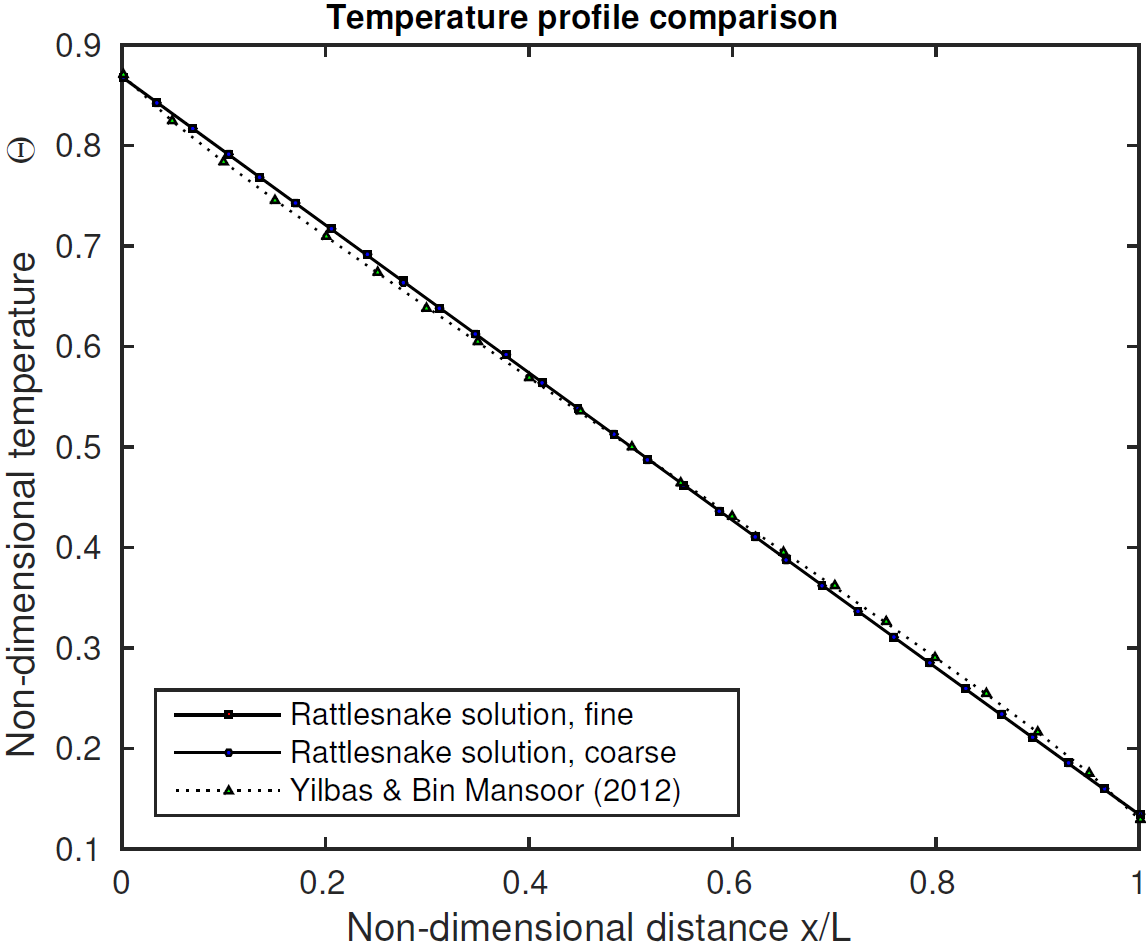 Temperature profile comparison
0.9
0.8
0.7
0.6
0.5
0.4
0.3
0.2
0.1
Non-dimensional temperature Θ
Rattlesnake solution, fine
Rattlesnake solution, coarse
Yilbas & Bin Mansoor (2012)
0 0.2 0.4 0.6 0.8 1
Non-dimensional distance x/L